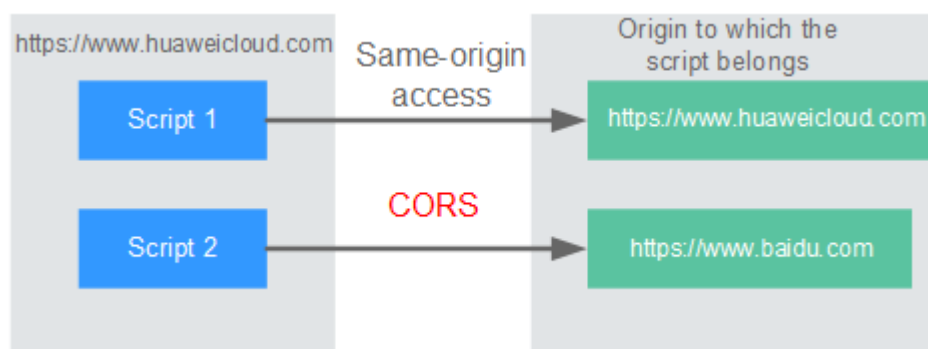 https://www.huaweicloud.com
Same-origin
access
Origin to which the
script belongs
Script 1
https://www.huaweicloud.com
CORS
Script 2
https://www.baidu.com